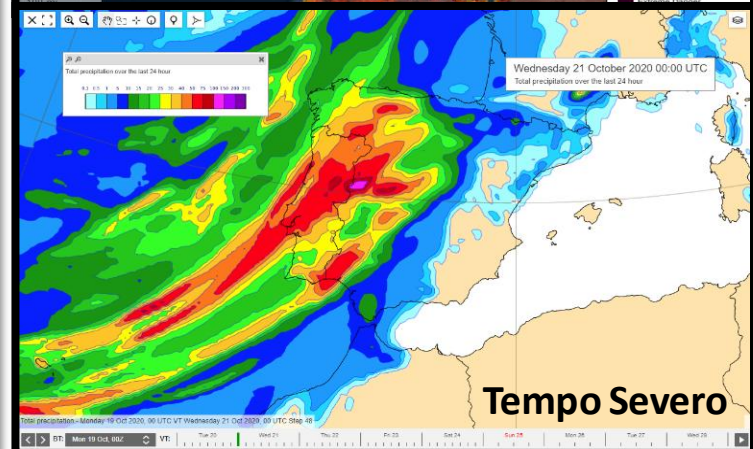 Total precipitation over the last 24 hour
0.1 0.5 1 5 10 15 20 25 30 40 50 75 100 150 200 250
Wednesday 21 October 2020 00:00 UTC
Total precipitation over the last 24 hour
Tempo Severo
Total precipitation - Monday 19 Oct 2020, 00 UTC VT Wednesday 21 Oct 2020, 00 UTC Step 48
BT: Mon 19 Oct, 00Z VT: Tue 20 Wed 21 Thu 22 Fri 23 Sat 24 Sun 25 Mon 26 Tue 27 Wed 28